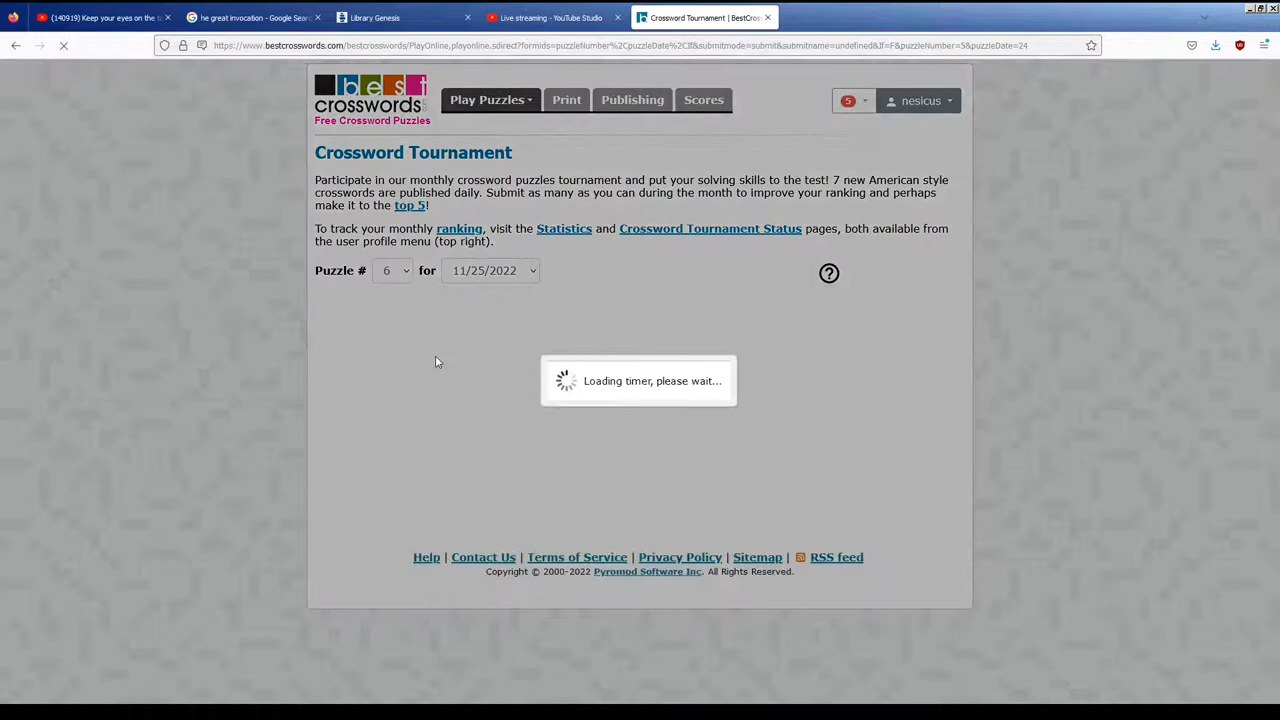 (140919) Keep your eyes on the t
he great invocation - Google Sear
Library Genesis
Live streaming - YouTube Studio
Crossword Tournament | BestCros
https://www.bestcrosswords.com/bestcrosswords/PlayOnline,playonline.sdirect?formids=puzzleNumber%2CpuzzleDate%2CIf&submitmode=submit&submitname=undefined&If=F&puzzleNumber=5&puzzleDate=24
best
crosswords.com
Free Crossword Puzzles
Play Puzzles
Print
Publishing
Scores
5
nesicus
Crossword Tournament
Participate in our monthly crossword puzzles tournament and put your solving skills to the test! 7 new American style
crosswords are published daily. Submit as many as you can during the month to improve your ranking and perhaps
make it to the top 5!
To track your monthly ranking, visit the Statistics and Crossword Tournament Status pages, both available from
the user profile menu (top right).
Puzzle # 6 for 11/25/2022
Loading timer, please wait...
Help | Contact Us | Terms of Service | Privacy Policy | Sitemap | RSS feed
Copyright © 2000-2022 Pyromod Software Inc. All Rights Reserved.